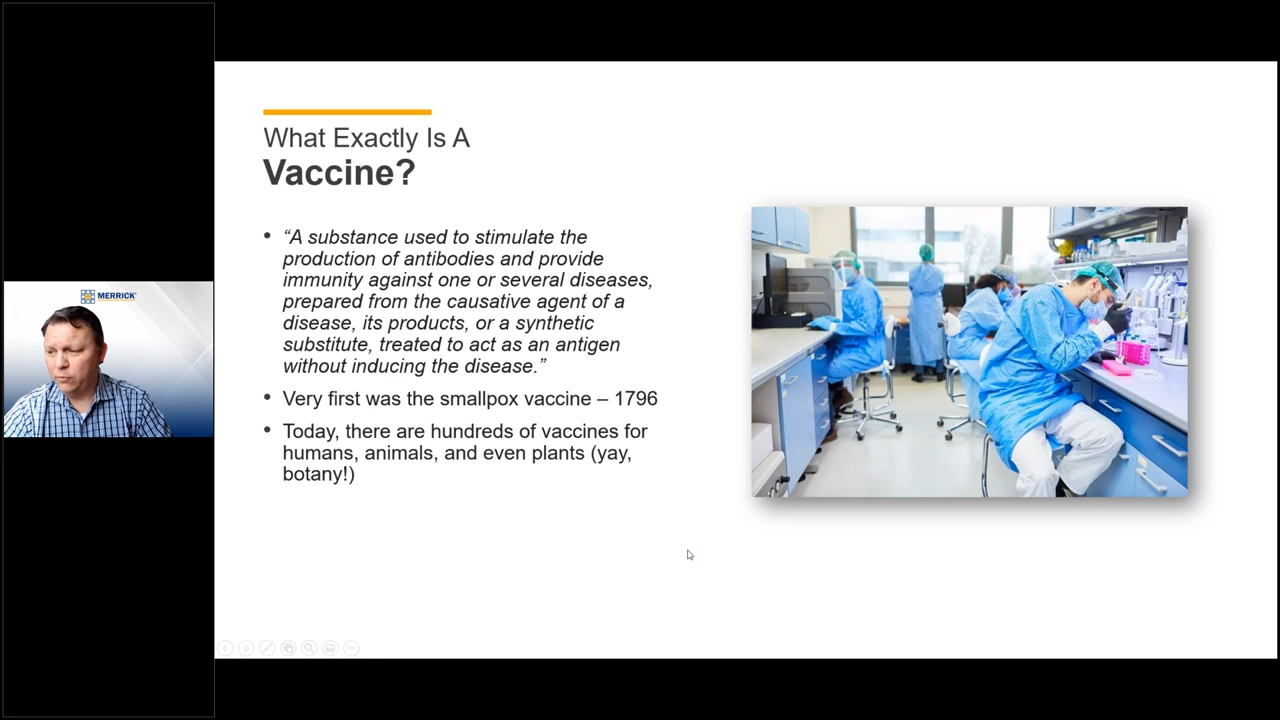 What Exactly Is A
Vaccine?
• “A substance used to stimulate the
production of antibodies and provide
immunity against one or several diseases,
prepared from the causative agent of a
disease, its products, or a synthetic
substitute, treated to act as an antigen
without inducing the disease.”
• Very first was the smallpox vaccine – 1796
• Today, there are hundreds of vaccines for
humans, animals, and even plants (yay,
botany!)
MERRICK